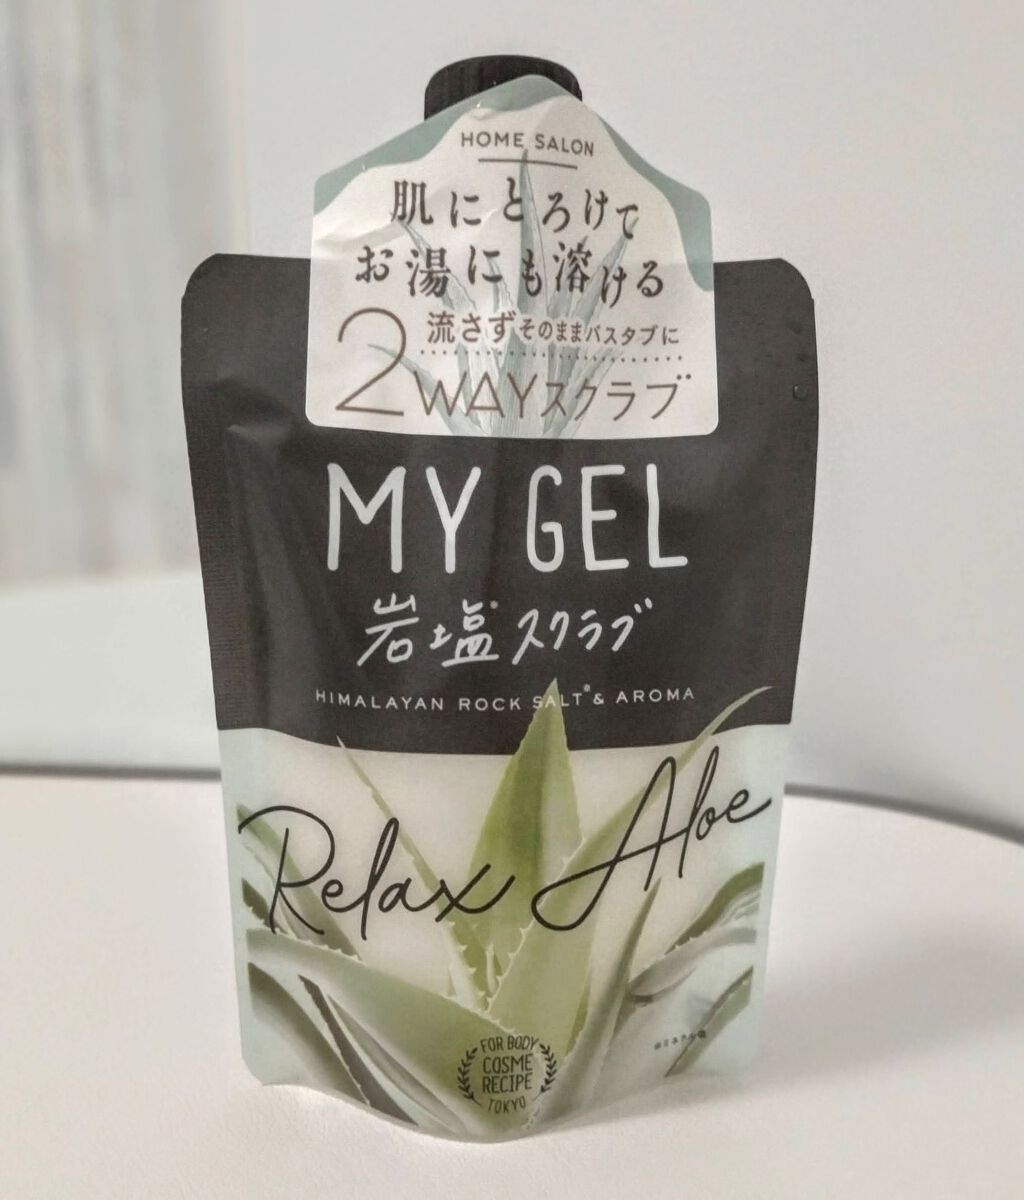 HOME SALON
肌にとろけて
お湯にも溶ける
流さずそのままバスタブに
2WAYスクラブ
MY GEL
岩塩スクラブ
HIMALAYAN ROCK SALT※ & AROMA
Relax Aloe
FOR BODY
COSME
RECIPE
TOKYO